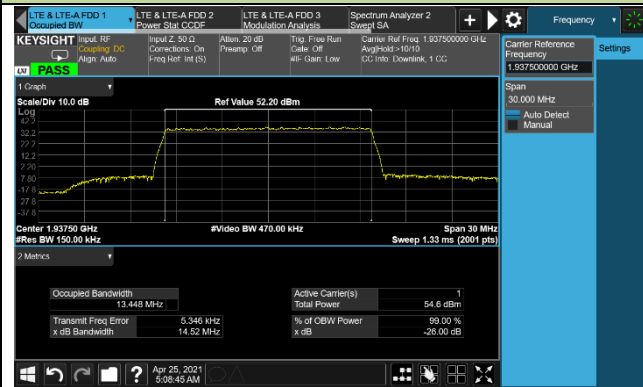 LTE & LTE-A FDD 1
Occupied BW
LTE & LTE-A FDD 2
Power Stat CCDF
LTE & LTE-A FDD 3
Modulation Analysis
Spectrum Analyzer 2
Swept SA
Frequency
KEYSIGHT
Input: RF
Coupling: DC
Align: Auto
Input Z: 50 Ω
Corrections: On
Freq Ref: Int (S)
Atten: 20 dB
Preamp: Off
Trig: Free Run
Gate: Off
#IF Gain: Low
Carrier Ref Freq: 1.937500000 GHz
Avg|Hold:>10/10
CC Info: Downlink, 1 CC
LXI
PASS
Carrier Reference
Frequency
1.937500000 GHz
Settings
Span
30.000 MHz
Auto Detect
Manual
1 Graph
Scale/Div 10.0 dB
Ref Value 52.20 dBm
Log
42.2
32.2
22.2
12.2
2.20
-7.80
-17.8
-27.8
-37.8
Center 1.93750 GHz
#Video BW 470.00 kHz
Span 30 MHz
#Res BW 150.00 kHz
Sweep 1.33 ms (2001 pts)
2 Metrics
Occupied Bandwidth
13.448 MHz
Active Carrier(s)
1
Total Power
54.6 dBm
Transmit Freq Error
5.346 kHz
x dB Bandwidth
14.52 MHz
% of OBW Power
99.00 %
x dB
-26.00 dB
Apr 25, 2021
5:08:45 AM